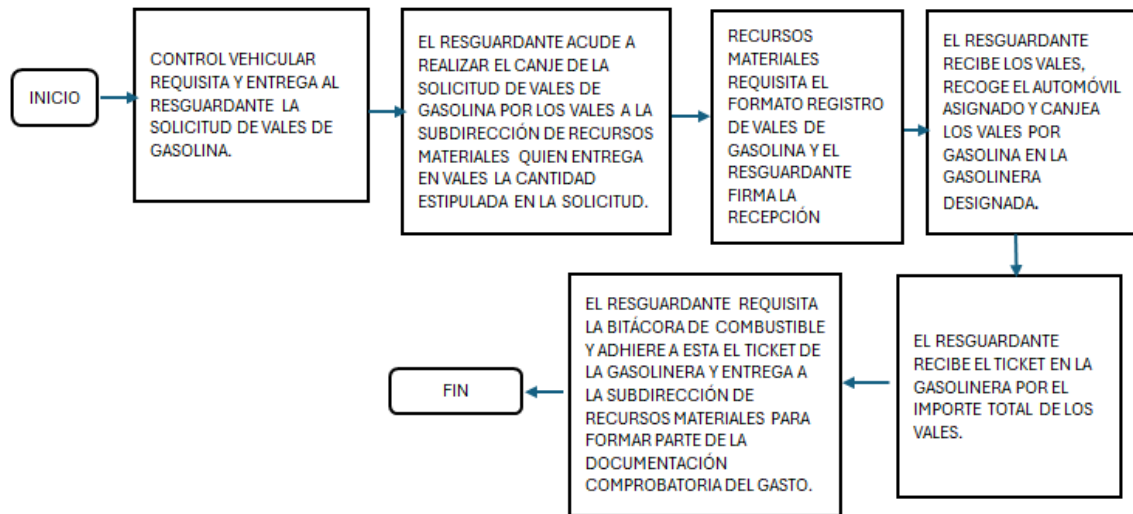 INICIO
CONTROL VEHICULAR
REQUISITA Y ENTREGA AL
RESGUARDANTE LA
SOLICITUD DE VALES DE
GASOLINA.
EL RESGUARDANTE ACUDE A
REALIZAR EL CANJE DE LA
SOLICITUD DE VALES DE
GASOLINA POR LOS VALES A LA
SUBDIRECCIÓN DE RECURSOS
MATERIALES QUIEN ENTREGA
EN VALES LA CANTIDAD
ESTIPULADA EN LA SOLICITUD.
RECURSOS
MATERIALES
REQUISITA EL
FORMATO REGISTRO
DE VALES DE
GASOLINA Y EL
RESGUARDANTE
FIRMA LA
RECEPCIÓN
EL RESGUARDANTE
RECIBE LOS VALES,
RECOGE EL AUTOMÓVIL
ASIGNADO Y CANJEA
LOS VALES POR
GASOLINA EN LA
GASOLINERA
DESIGNADA.
EL RESGUARDANTE
RECIBE EL TICKET EN LA
GASOLINERA POR EL
IMPORTE TOTAL DE LOS
VALES.
EL RESGUARDANTE REQUISITA
LA BITÁCORA DE COMBUSTIBLE
Y ADHIERE A ESTA EL TICKET DE
LA GASOLINERA Y ENTREGA A
LA SUBDIRECCIÓN DE
RECURSOS MATERIALES PARA
FORMAR PARTE DE LA
DOCUMENTACIÓN
COMPROBATORIA DEL GASTO.
FIN